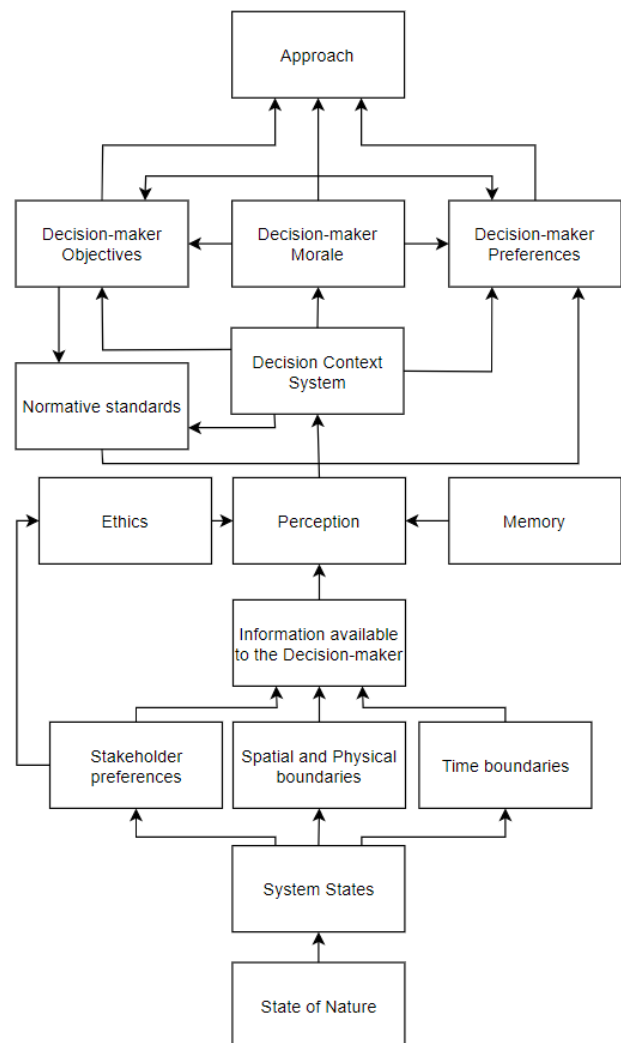 Approach
Decision-maker
Objectives
Decision-maker
Morale
Decision-maker
Preferences
Decision Context
System
Normative standards
Ethics
Perception
Memory
Information available
to the Decision-maker
Stakeholder
preferences
Spatial and Physical
boundaries
Time boundaries
System States
State of Nature